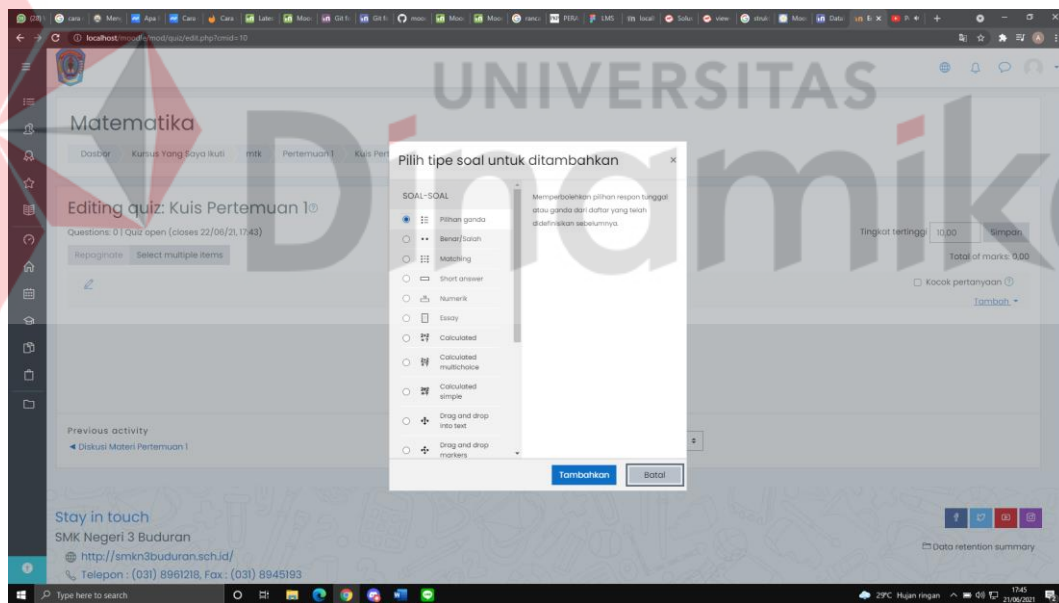 localhost/moodle/mod/quiz/edit.php?cmid=10
UNIVERSITAS
Dinamika
Matematika
Dasbor Kursus Yang Saya Ikuti mtk Pertemuan 1 Kuis Pert
Editing quiz: Kuis Pertemuan 1
Questions: 0 | Quiz open (closes 22/06/21, 17:43)
Repaginate Select multiple items
Tingkat tertinggi 10,00 Simpan
Total of marks: 0,00
Kocok pertanyaan
Tambah
Pilih tipe soal untuk ditambahkan ×
SOAL-SOAL
Pilihan ganda
Benar/Salah
Matching
Short answer
Numerik
Essay
Calculated
Calculated
multichoice
Calculated
simple
Drag and drop
into text
Drag and drop
markers
Memperbolehkan pilihan respon tunggal
atau ganda dari daftar yang telah
didefinisikan sebelumnya.
Tambahkan Batal
Previous activity
◄ Diskusi Materi Pertemuan 1
Stay in touch
SMK Negeri 3 Buduran
http://smkn3buduran.sch.id/
Telepon : (031) 8961218, Fax : (031) 8945193
Data retention summary
Type here to search
29°C Hujan ringan
17:45
21/06/2021